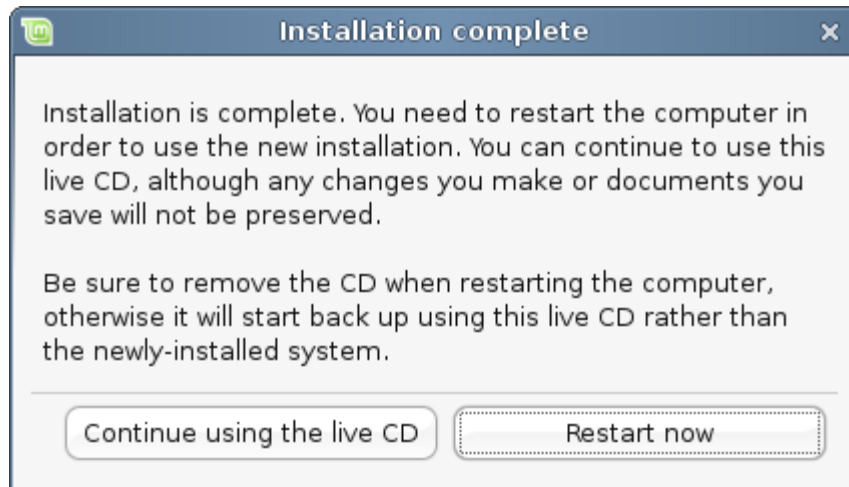 Installation complete
Installation is complete. You need to restart the computer in
order to use the new installation. You can continue to use this
live CD, although any changes you make or documents you
save will not be preserved.
Be sure to remove the CD when restarting the computer,
otherwise it will start back up using this live CD rather than
the newly-installed system.
Continue using the live CD
Restart now